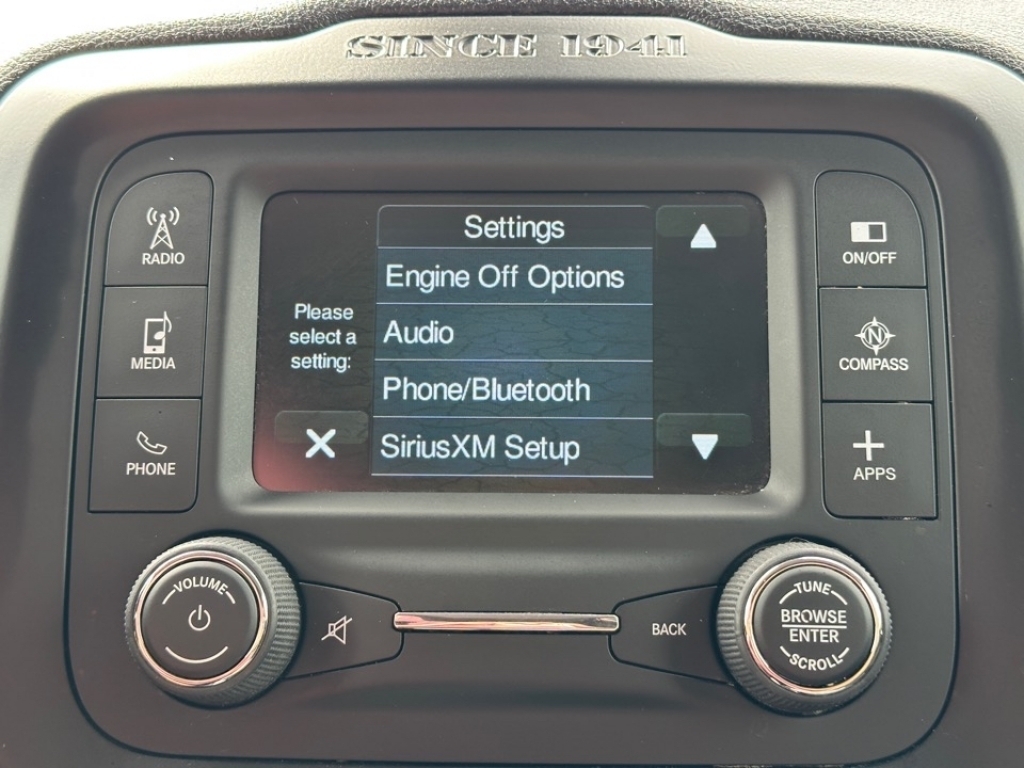 SINCE 1941
RADIO
MEDIA
PHONE
Please
select a
setting:
Settings
Engine Off Options
Audio
Phone/Bluetooth
SiriusXM Setup
ON/OFF
N
COMPASS
APPS
VOLUME
BACK
TUNE
BROWSE
ENTER
SCROLL